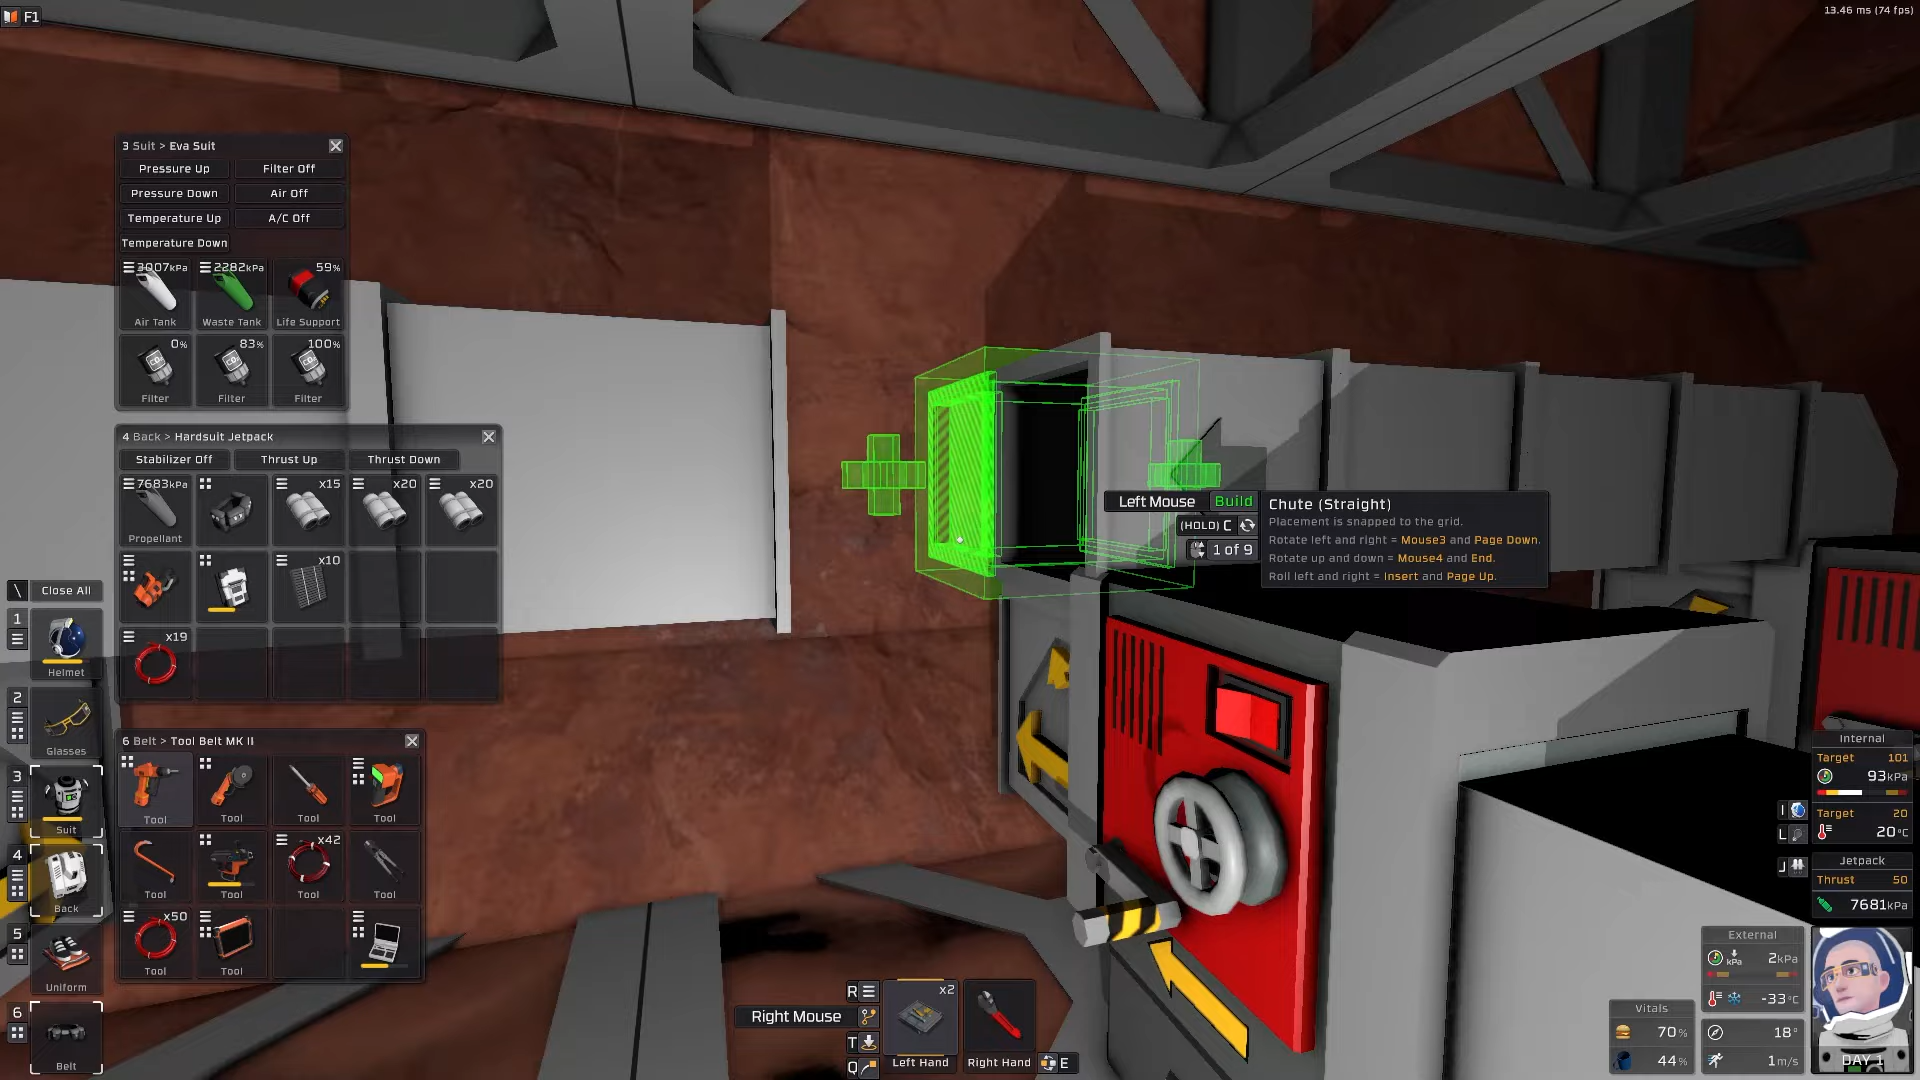 F1
13.46 ms (74 fps)
3 Suit > Eva Suit
Pressure Up
Filter Off
Pressure Down
Air Off
Temperature Up
A/C Off
Temperature Down
3007kPa
2282kPa
59%
Air Tank
Waste Tank
Life Support
0%
83%
100%
Filter
Filter
Filter
4 Back > Hardsuit Jetpack
Stabilizer Off
Thrust Up
Thrust Down
7683kPa
x15
x20
x20
Propellant
x10
x19
Close All
1
Helmet
2
Glasses
3
Suit
4
Back
5
Uniform
6
Belt
6 Belt > Tool Belt MK II
Tool
Tool
Tool
Tool
x42
Tool
Tool
Tool
Tool
x50
Tool
Tool
Left Mouse Build
(HOLD) C
1 of 9
Chute (Straight)
Placement is snapped to the grid.
Rotate left and right = Mouse3 and Page Down.
Rotate up and down = Mouse4 and End.
Roll left and right = Insert and Page Up.
Right Mouse
R
T
Q
x2
Left Hand
Right Hand
E
Internal
Target 101
93kPa
Target 20
20°C
I
L
J
Jetpack
Thrust 50
7681kPa
External
kPa
2kPa
-33°C
Vitals
70%
44%
18°
1m/s
DAY 1